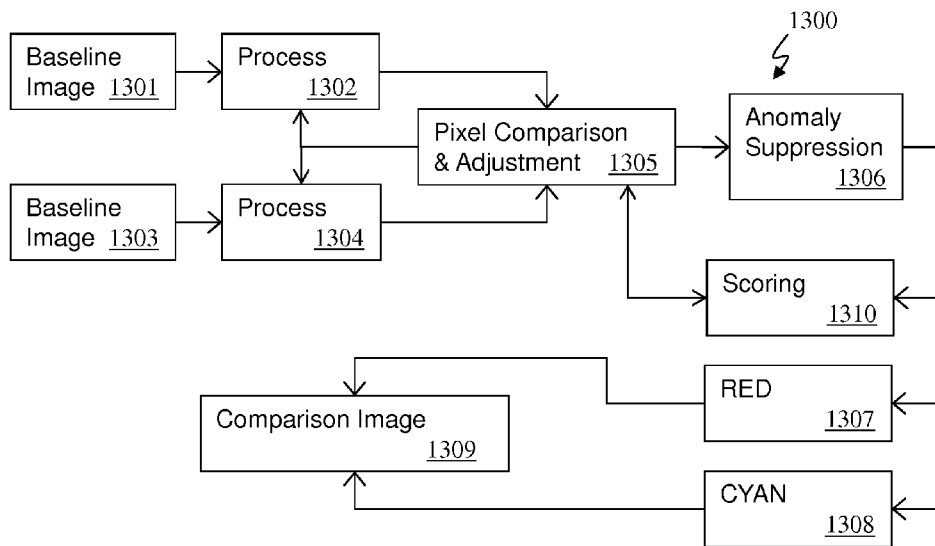 1300
Baseline
Image 1301
Process
1302
Pixel Comparison
& Adjustment 1305
Anomaly
Suppression
1306
Baseline
Image 1303
Process
1304
Scoring
1310
RED
1307
Comparison Image
1309
CYAN
1308